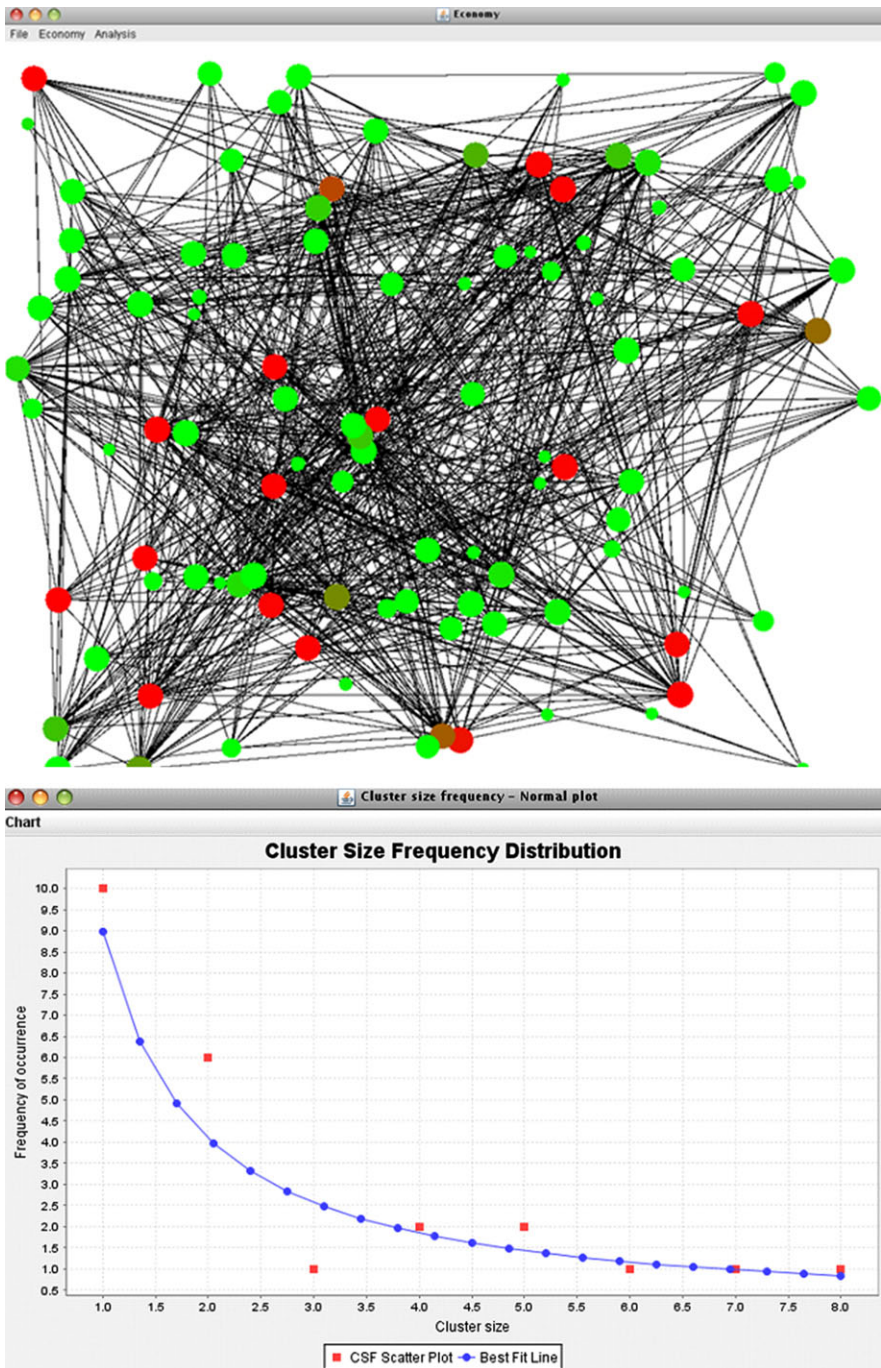 Economy
File Economy Analysis
Cluster size frequency - Normal plot
Chart
Cluster Size Frequency Distribution
10.0
9.5
9.0
8.5
8.0
7.5
7.0
6.5
6.0
5.5
5.0
4.5
4.0
3.5
3.0
2.5
2.0
1.5
1.0
0.5
Frequency of occurrence
1.0 1.5 2.0 2.5 3.0 3.5 4.0 4.5 5.0 5.5 6.0 6.5 7.0 7.5 8.0
Cluster size
CSF Scatter Plot Best Fit Line